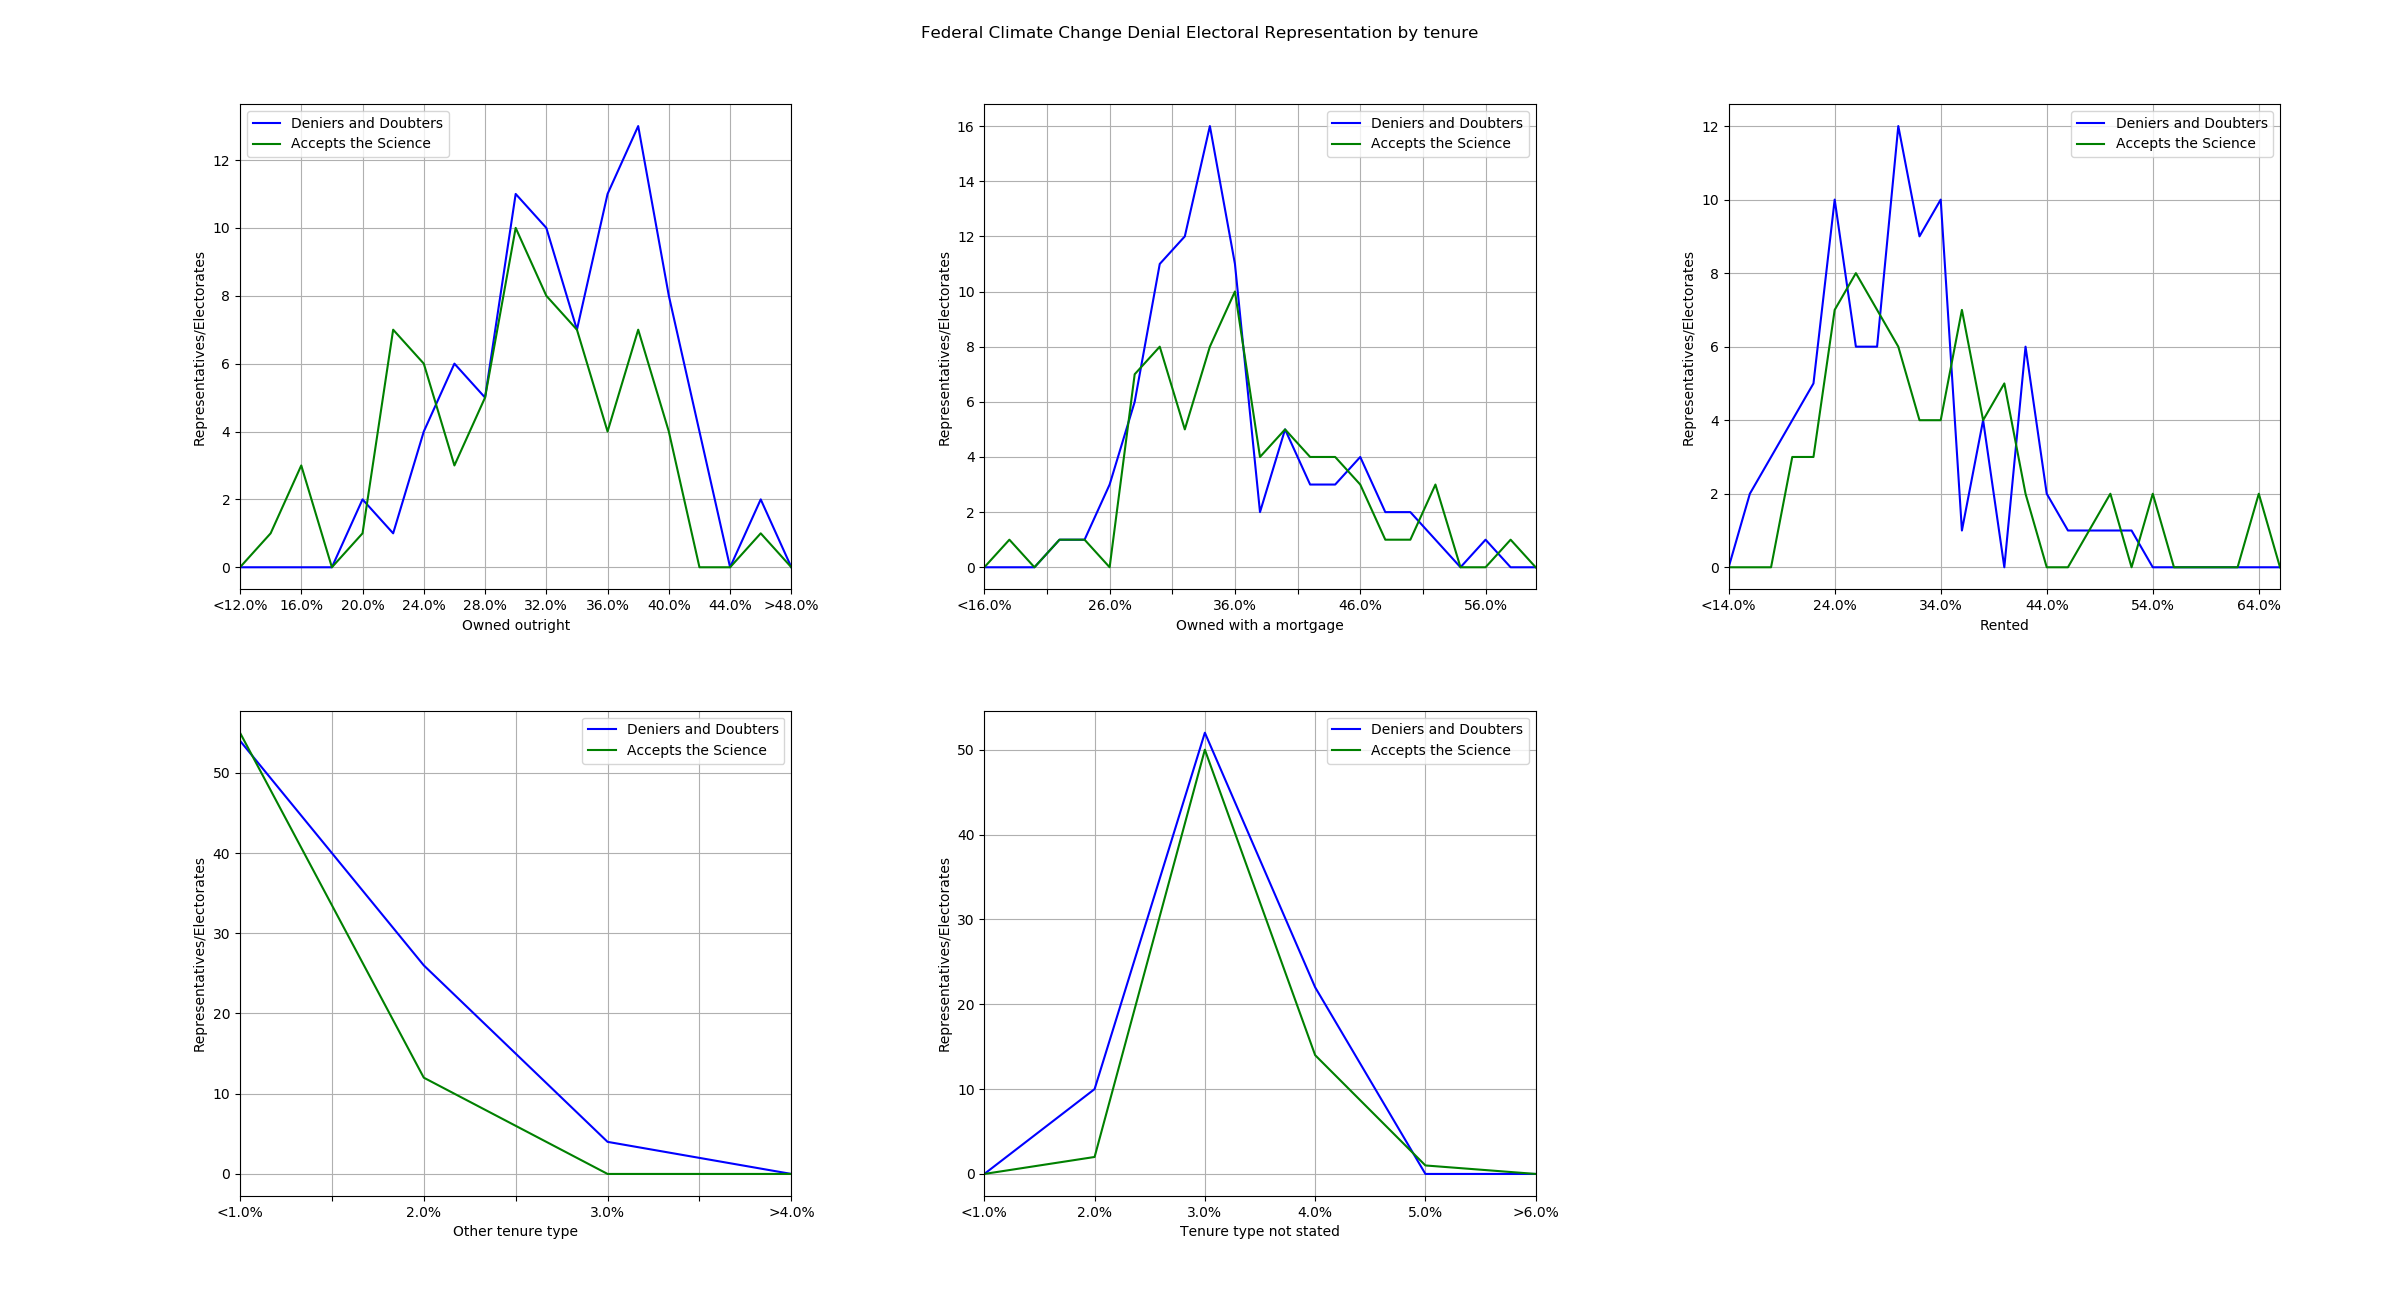 Federal Climate Change Denial Electoral Representation by tenure
Deniers and Doubters
Accepts the Science
12
10
8
6
4
2
0
Representatives/Electorates
<12.0% 16.0% 20.0% 24.0% 28.0% 32.0% 36.0% 40.0% 44.0% >48.0%
Owned outright
Deniers and Doubters
Accepts the Science
16
14
12
10
8
6
4
2
0
Representatives/Electorates
<16.0% 26.0% 36.0% 46.0% 56.0%
Owned with a mortgage
Deniers and Doubters
Accepts the Science
12
10
8
6
4
2
0
Representatives/Electorates
<14.0% 24.0% 34.0% 44.0% 54.0% 64.0%
Rented
Deniers and Doubters
Accepts the Science
50
40
30
20
10
0
Representatives/Electorates
<1.0% 2.0% 3.0% >4.0%
Other tenure type
Deniers and Doubters
Accepts the Science
50
40
30
20
10
0
Representatives/Electorates
<1.0% 2.0% 3.0% 4.0% 5.0% >6.0%
Tenure type not stated